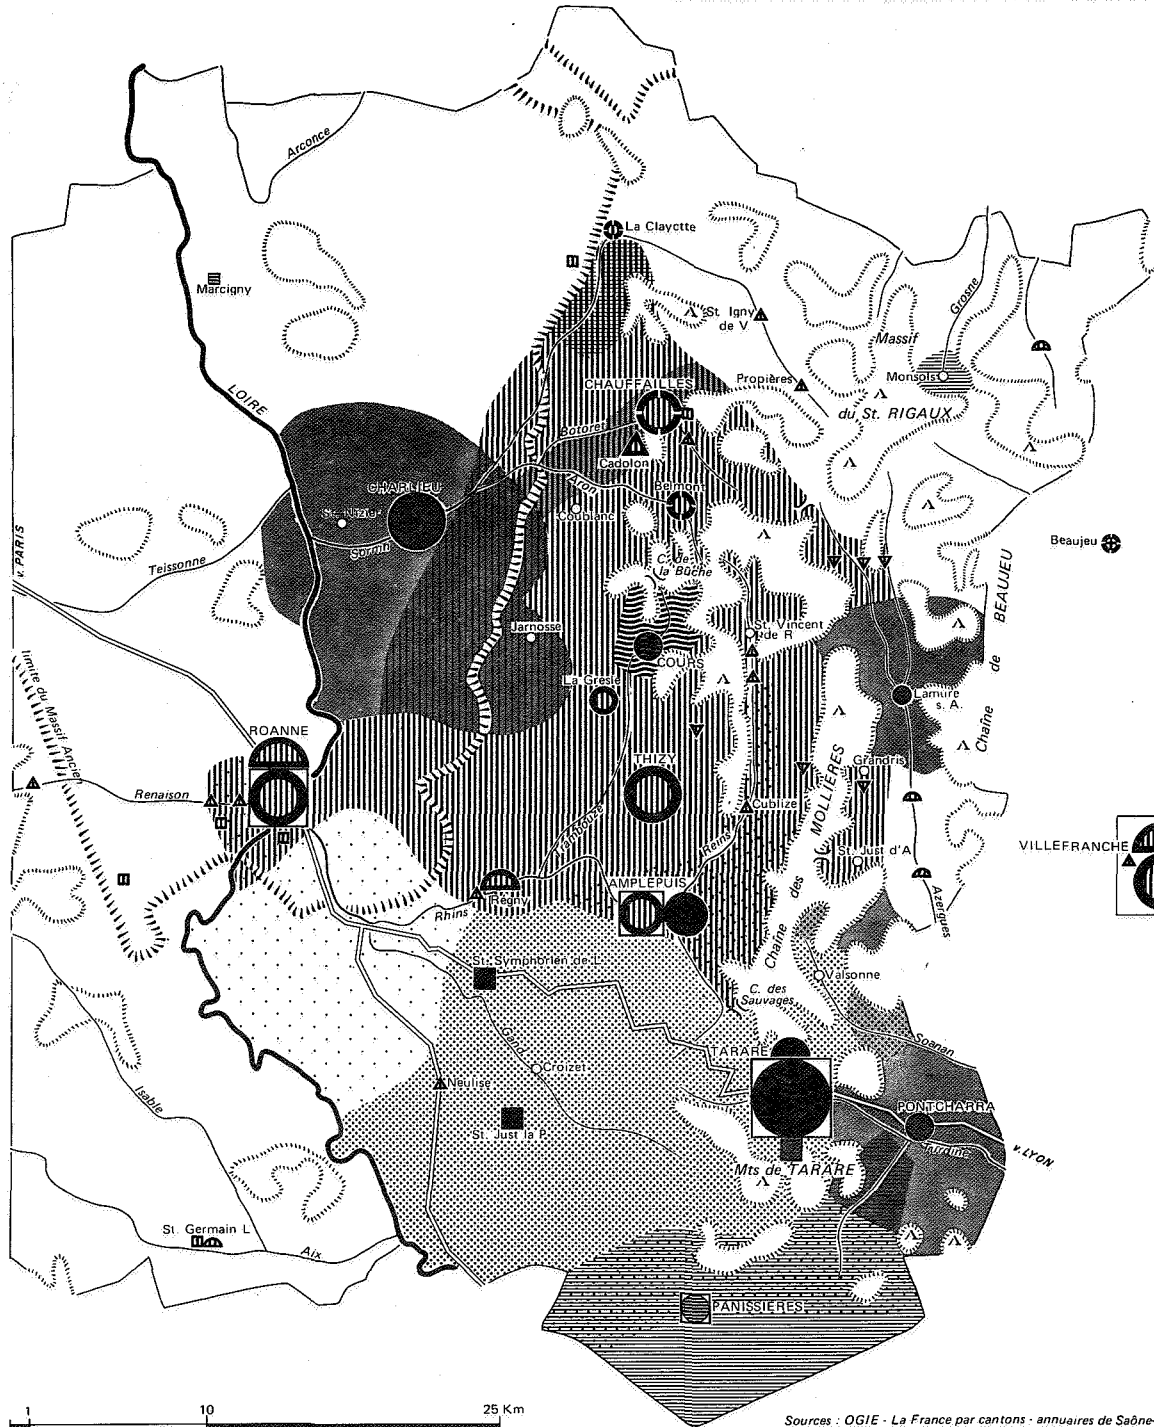 Arconce
La Clayette
Marcigny
St. Igny
de V
Grosne
Massif
Propières
Monsols
CHAUFFAILLES
LOIRE
du St. RIGAUX
Botoret
Cadolon
CHARLIEU
Aron
Belmont
St. Nizier
Coublanc
v. PARIS
Sornin
Beaujeu
Teissonne
C. de
la Bûche
BEAUJEU
Jarnosse
St. Vincent
de R
COURS
de
limite du Massif Ancien
La Gresle
Lamure
s. A.
Chaîne
ROANNE
THIZY
MOLLIÈRES
Grandris
Renaison
Cublize
Trambouze
Reins
VILLEFRANCHE
St. Just d'A
AMPLEPUIS
Régny
des
Rhins
Azergues
Chaîne
St. Symphorien de L
Valsonne
C. des
Sauvages
Gand
Soanan
TARARE
Croizet
Isable
Neulise
PONTCHARRA
St. Just la P
Turdine
v. LYON
Mts de TARARE
St. Germain L
Aix
PANISSIÈRES
1 10 25 Km
Sources : OGIE - La France par cantons - annuaires de Saône-